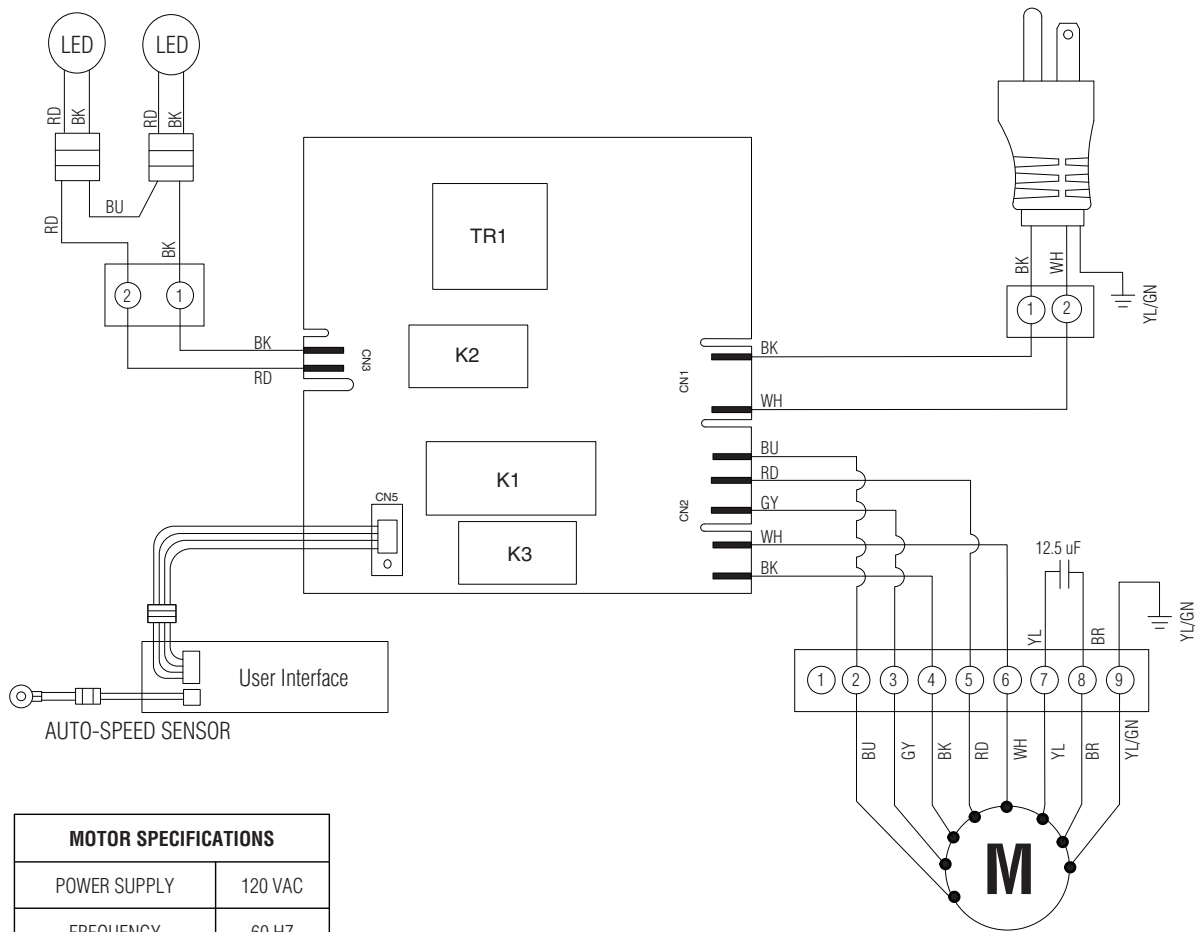 LED LED
RD BK RD BK
BU
RD BK
BK WH
YL/GN
2 1
1 2
TR1
K2
BK
RD
CN3
CN1
BK
WH
K1
K3
CN5
CN2
BU
RD
GY
WH
BK
12.5 uF
YL BR
YL/GN
1 2 3 4 5 6 7 8 9
BU GY BK RD WH YL BR YL/GN
M
User Interface
AUTO-SPEED SENSOR
MOTOR SPECIFICATIONS
POWER SUPPLY 120 VAC
FREQUENCY 60 HZ